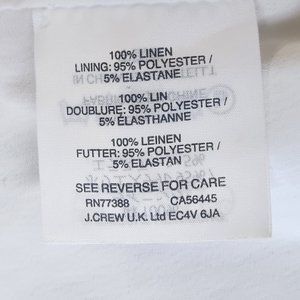 100% LINEN
LINING: 95% POLYESTER /
5% ELASTANE
100% LIN
DOUBLURE: 95% POLYESTER /
5% ELASTHANNE
100% LEINEN
FUTTER: 95% POLYESTER /
5% ELASTAN
SEE REVERSE FOR CARE
RN77388 CA56445
J.CREW U.K. Ltd EC4V 6JA